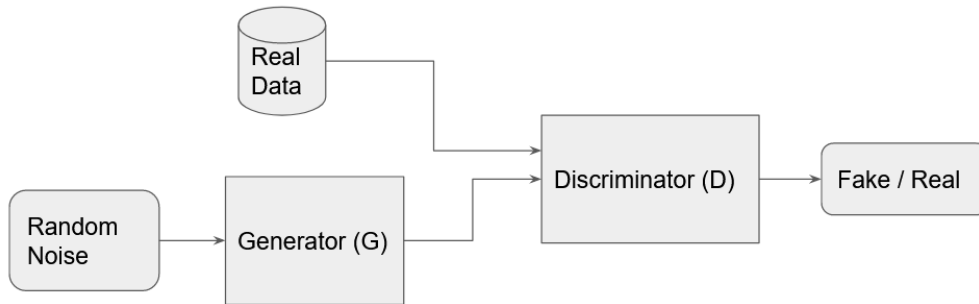 Real
Data
Discriminator (D)
Fake / Real
Random
Noise
Generator (G)